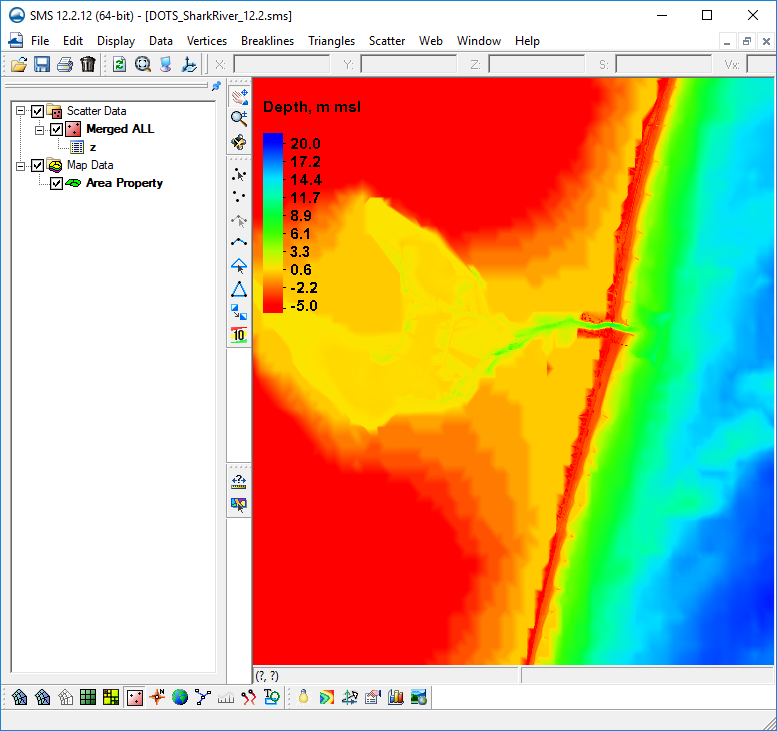 SMS 12.2.12 (64-bit) - [DOTS_SharkRiver_12.2.sms]
File Edit Display Data Vertices Breaklines Triangles Scatter Web Window Help
X: Y: Z: S: Vx:
Scatter Data
Merged ALL
z
Map Data
Area Property
10
Depth, m msl
20.0
17.2
14.4
11.7
8.9
6.1
3.3
0.6
-2.2
-5.0
(?, ?)